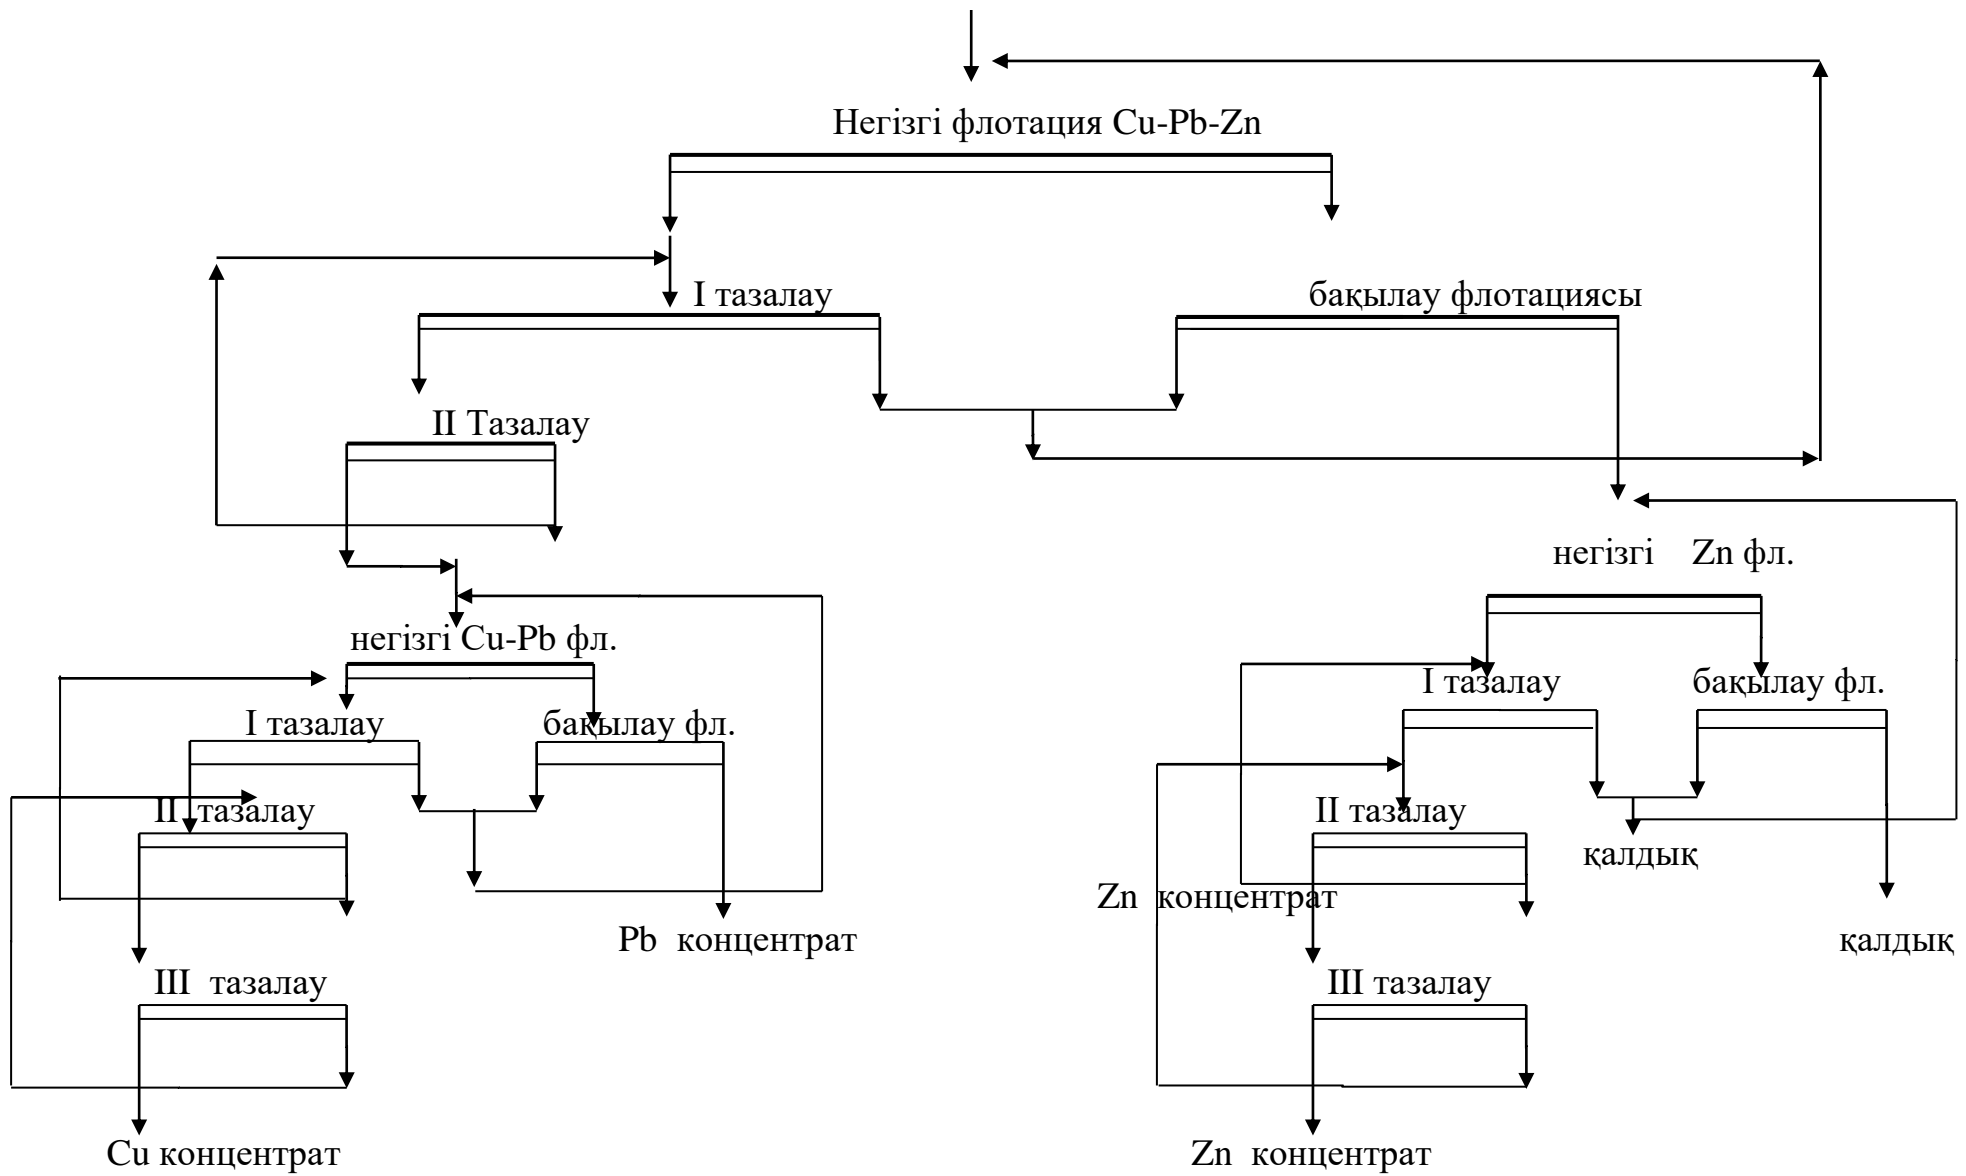 Негізгі флотация Cu-Pb-Zn
I тазалау
бақылау флотациясы
II Тазалау
негізгі Zn фл.
негізгі Cu-Pb фл.
I тазалау
бақылау фл.
I тазалау
бақылау фл.
II тазалау
II тазалау
қалдық
Zn концентрат
Pb концентрат
қалдық
III тазалау
III тазалау
Cu концентрат
Zn концентрат